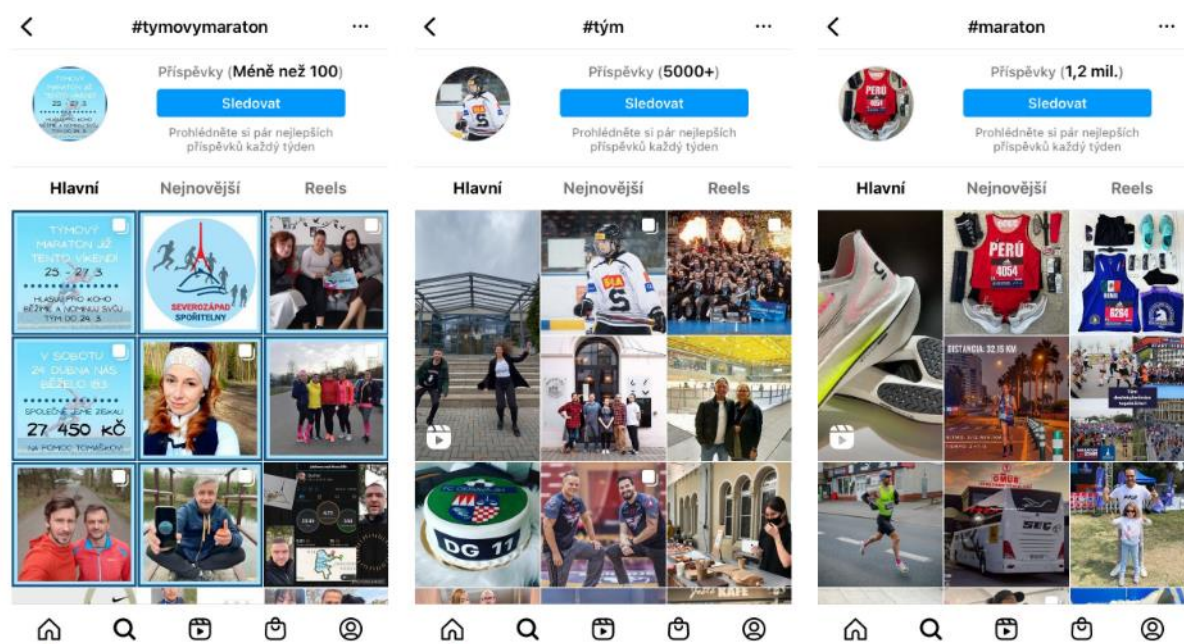 #tymovymaraton
Příspěvky (Méně než 100)
Sledovat
Prohlédněte si pár nejlepších
příspěvků každý týden
Hlavní
Nejnovější
Reels
TÝMOVÝ
MARATON JIŽ
TENTO VÍKEND!
25 - 27.3
HLASUJ PRO KOHO
BĚŽÍME A NOMINUJ SVŮJ
TÝM DO 24. 3.
SEVEROZÁPAD
SPOŘITELNY
V SOBOTU
24 DUBNA NÁS
BĚŽELO 183
SPOLEČNĚ JSME ZÍSKALI
27 450 KČ
NA POMOC TOMÁŠKOVI
#tým
Příspěvky (5000+)
Sledovat
Prohlédněte si pár nejlepších
příspěvků každý týden
Hlavní
Nejnovější
Reels
S
DG 11
#maraton
Příspěvky (1,2 mil.)
Sledovat
Prohlédněte si pár nejlepších
příspěvků každý týden
Hlavní
Nejnovější
Reels
PERÚ
4054
6264
DISTANCIA: 32.15 KM
SEG